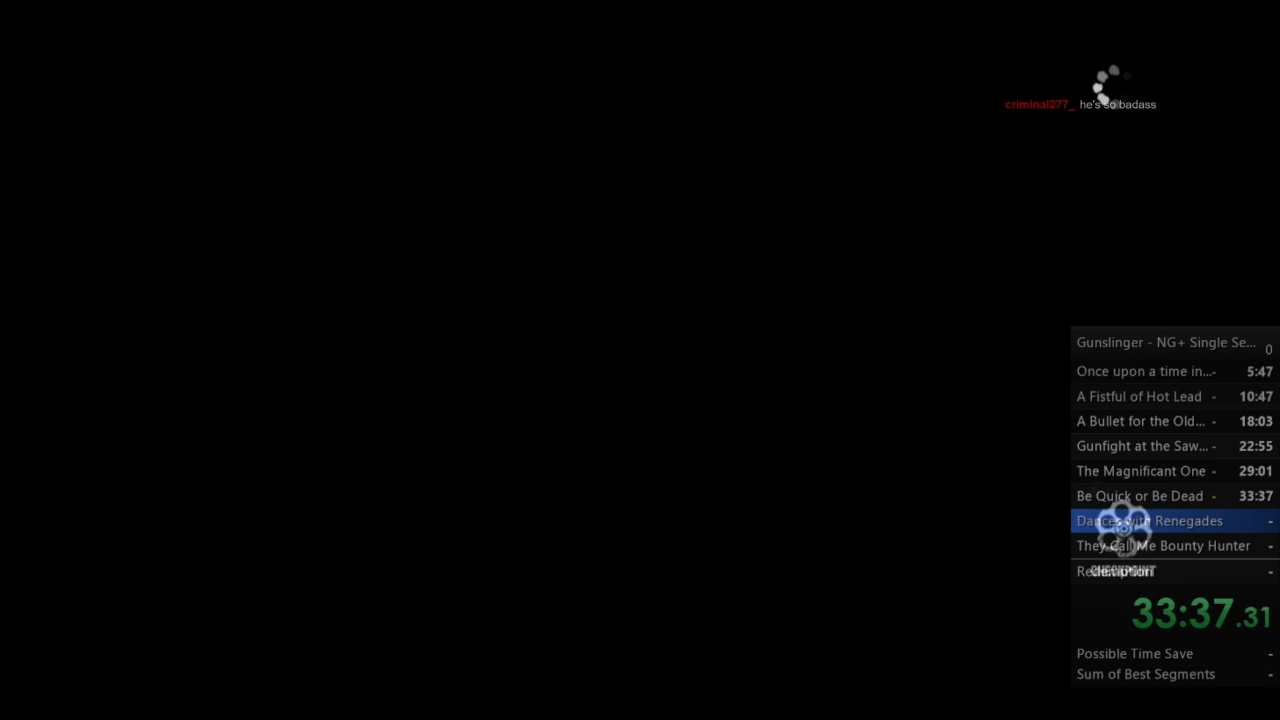 criminal277_ he's so badass
Gunslinger - NG+ Single Se... 0
Once upon a time in... - 5:47
A Fistful of Hot Lead - 10:47
A Bullet for the Old... - 18:03
Gunfight at the Saw... - 22:55
The Magnificant One - 29:01
Be Quick or Be Dead - 33:37
Dances with Renegades -
They Call Me Bounty Hunter -
Redemption -
CHECKPOINT
33:37.31
Possible Time Save -
Sum of Best Segments -